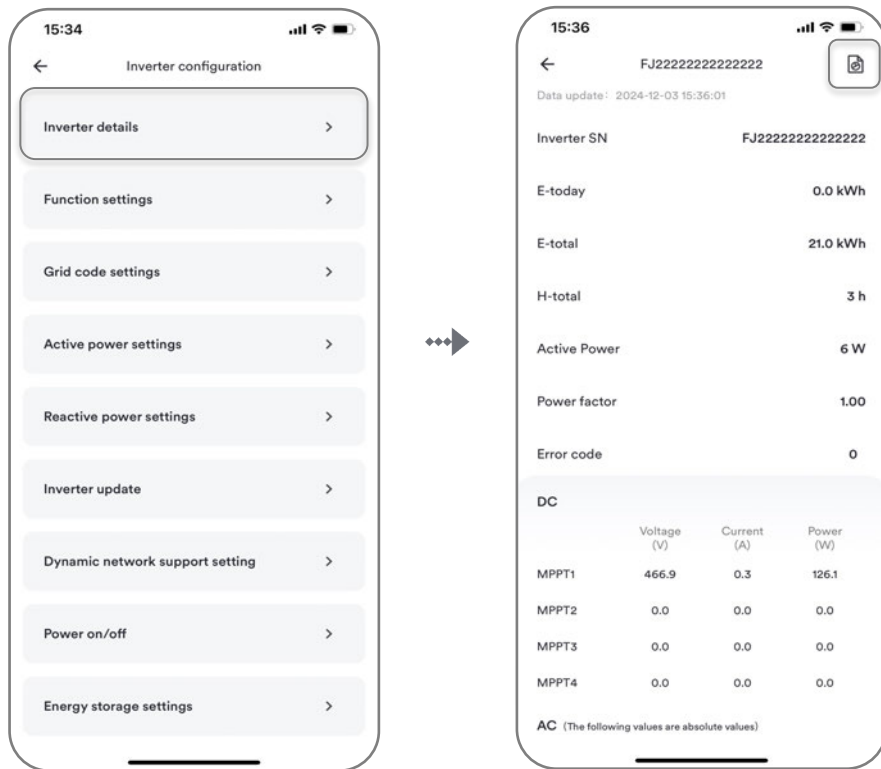 15:34
Inverter configuration
Inverter details
Function settings
Grid code settings
Active power settings
Reactive power settings
Inverter update
Dynamic network support setting
Power on/off
Energy storage settings
15:36
FJ22222222222222
Data update: 2024-12-03 15:36:01
Inverter SN FJ22222222222222
E-today 0.0 kWh
E-total 21.0 kWh
H-total 3 h
Active Power 6 W
Power factor 1.00
Error code 0
DC
Voltage (V) Current (A) Power (W)
MPPT1 466.9 0.3 126.1
MPPT2 0.0 0.0 0.0
MPPT3 0.0 0.0 0.0
MPPT4 0.0 0.0 0.0
AC (The following values are absolute values)